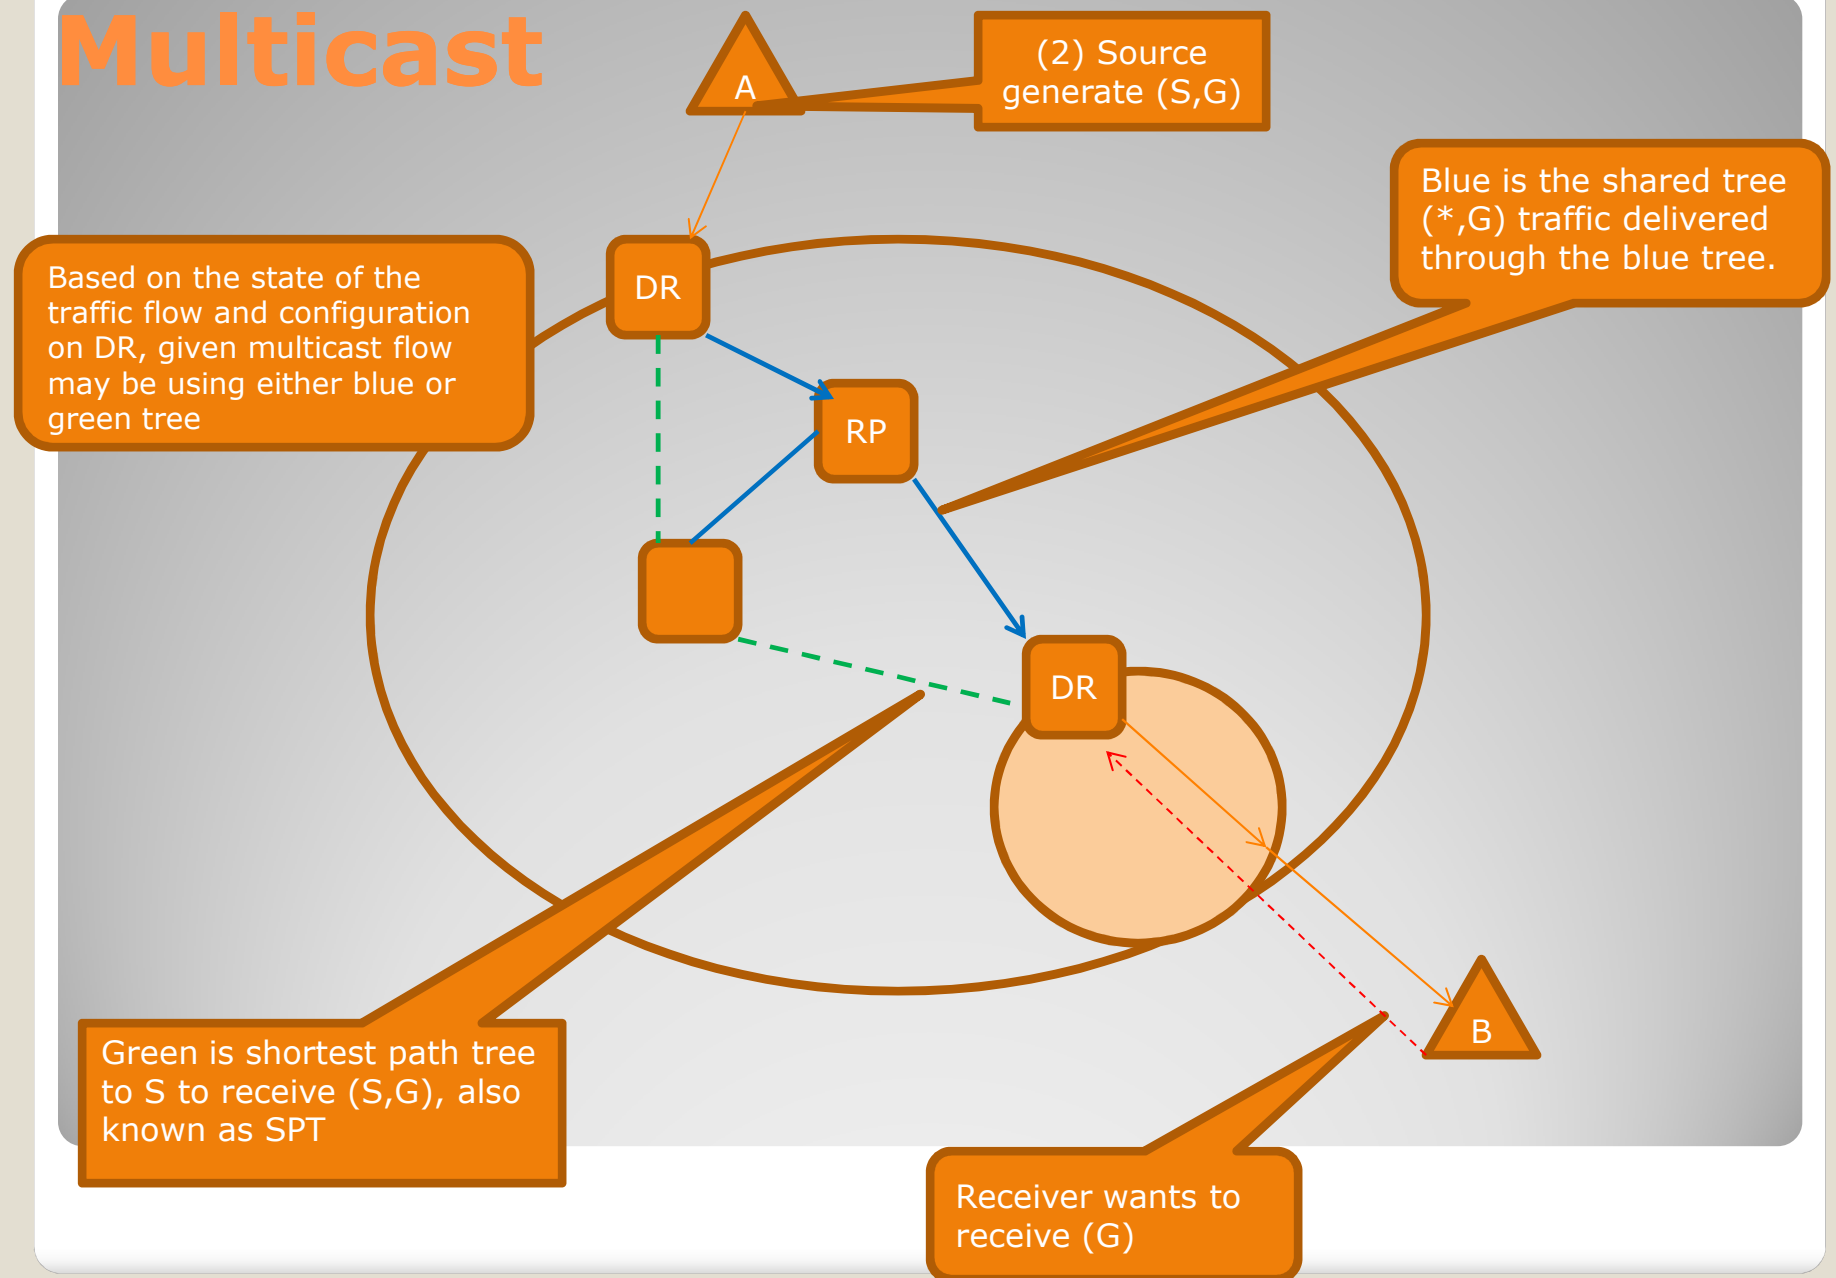 Multicast
A
(2) Source
generate (S,G)
Blue is the shared tree
(*,G) traffic delivered
through the blue tree.
DR
Based on the state of the
traffic flow and configuration
on DR, given multicast flow
may be using either blue or
green tree
RP
DR
B
Green is shortest path tree
to S to receive (S,G), also
known as SPT
Receiver wants to
receive (G)